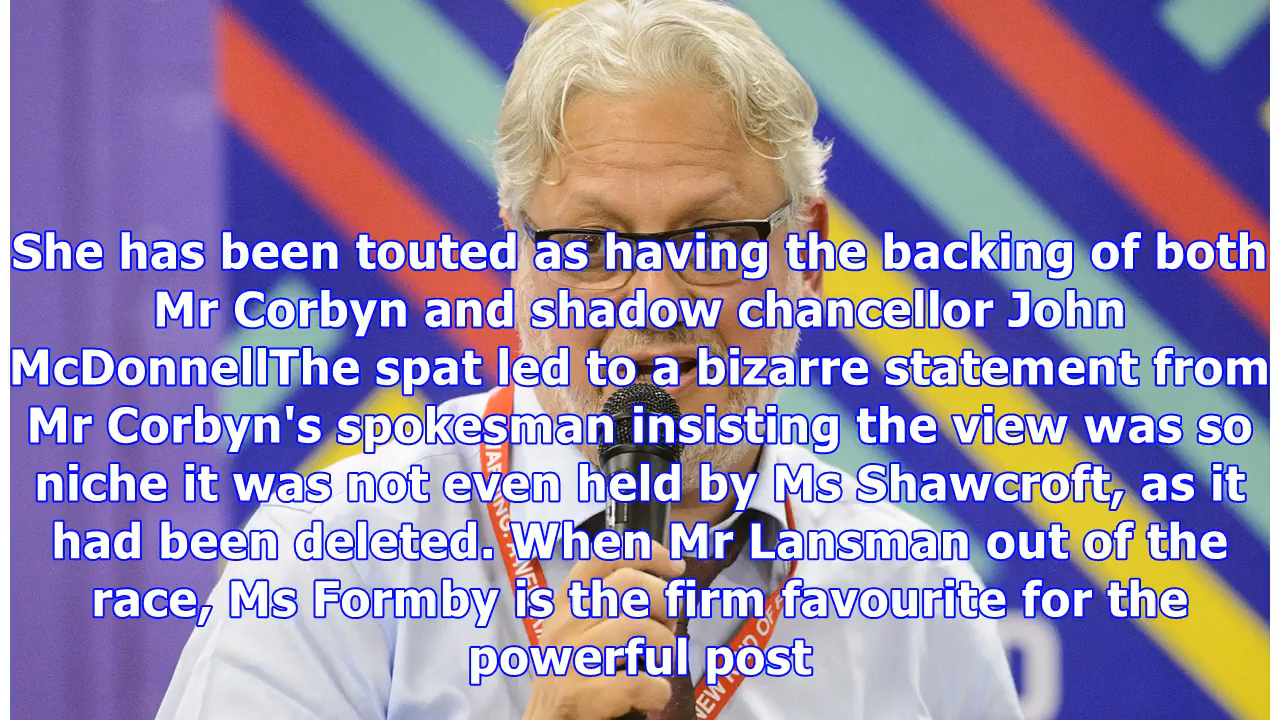 She has been touted as having the backing of both
Mr Corbyn and shadow chancellor John
McDonnellThe spat led to a bizarre statement from
Mr Corbyn's spokesman insisting the view was so
niche it was not even held by Ms Shawcroft, as it
had been deleted. When Mr Lansman out of the
race, Ms Formby is the firm favourite for the
powerful post